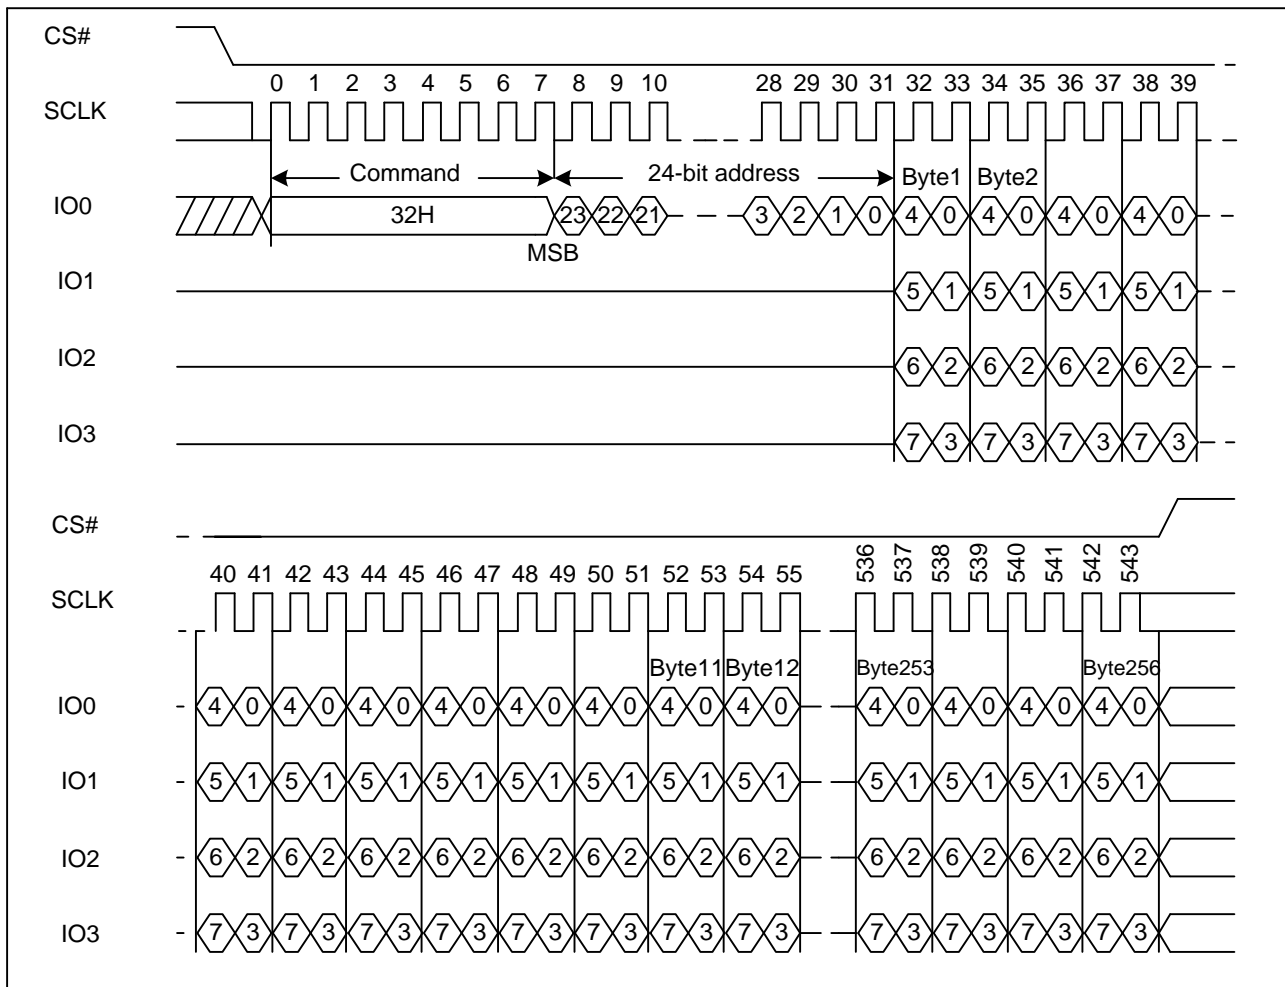 CS#
0 1 2 3 4 5 6 7 8 9 10 28 29 30 31 32 33 34 35 36 37 38 39
SCLK
Command 24-bit address Byte1 Byte2
IO0 32H 23 22 21 3 2 1 0 4 0 4 0 4 0 4 0
MSB
IO1 5 1 5 1 5 1 5 1
IO2 6 2 6 2 6 2 6 2
IO3 7 3 7 3 7 3 7 3
CS#
40 41 42 43 44 45 46 47 48 49 50 51 52 53 54 55 536 537 538 539 540 541 542 543
SCLK
Byte11 Byte12 Byte253 Byte256
IO0 4 0 4 0 4 0 4 0 4 0 4 0 4 0 4 0 4 0 4 0 4 0 4 0
IO1 5 1 5 1 5 1 5 1 5 1 5 1 5 1 5 1 5 1 5 1 5 1 5 1
IO2 6 2 6 2 6 2 6 2 6 2 6 2 6 2 6 2 6 2 6 2 6 2 6 2
IO3 7 3 7 3 7 3 7 3 7 3 7 3 7 3 7 3 7 3 7 3 7 3 7 3